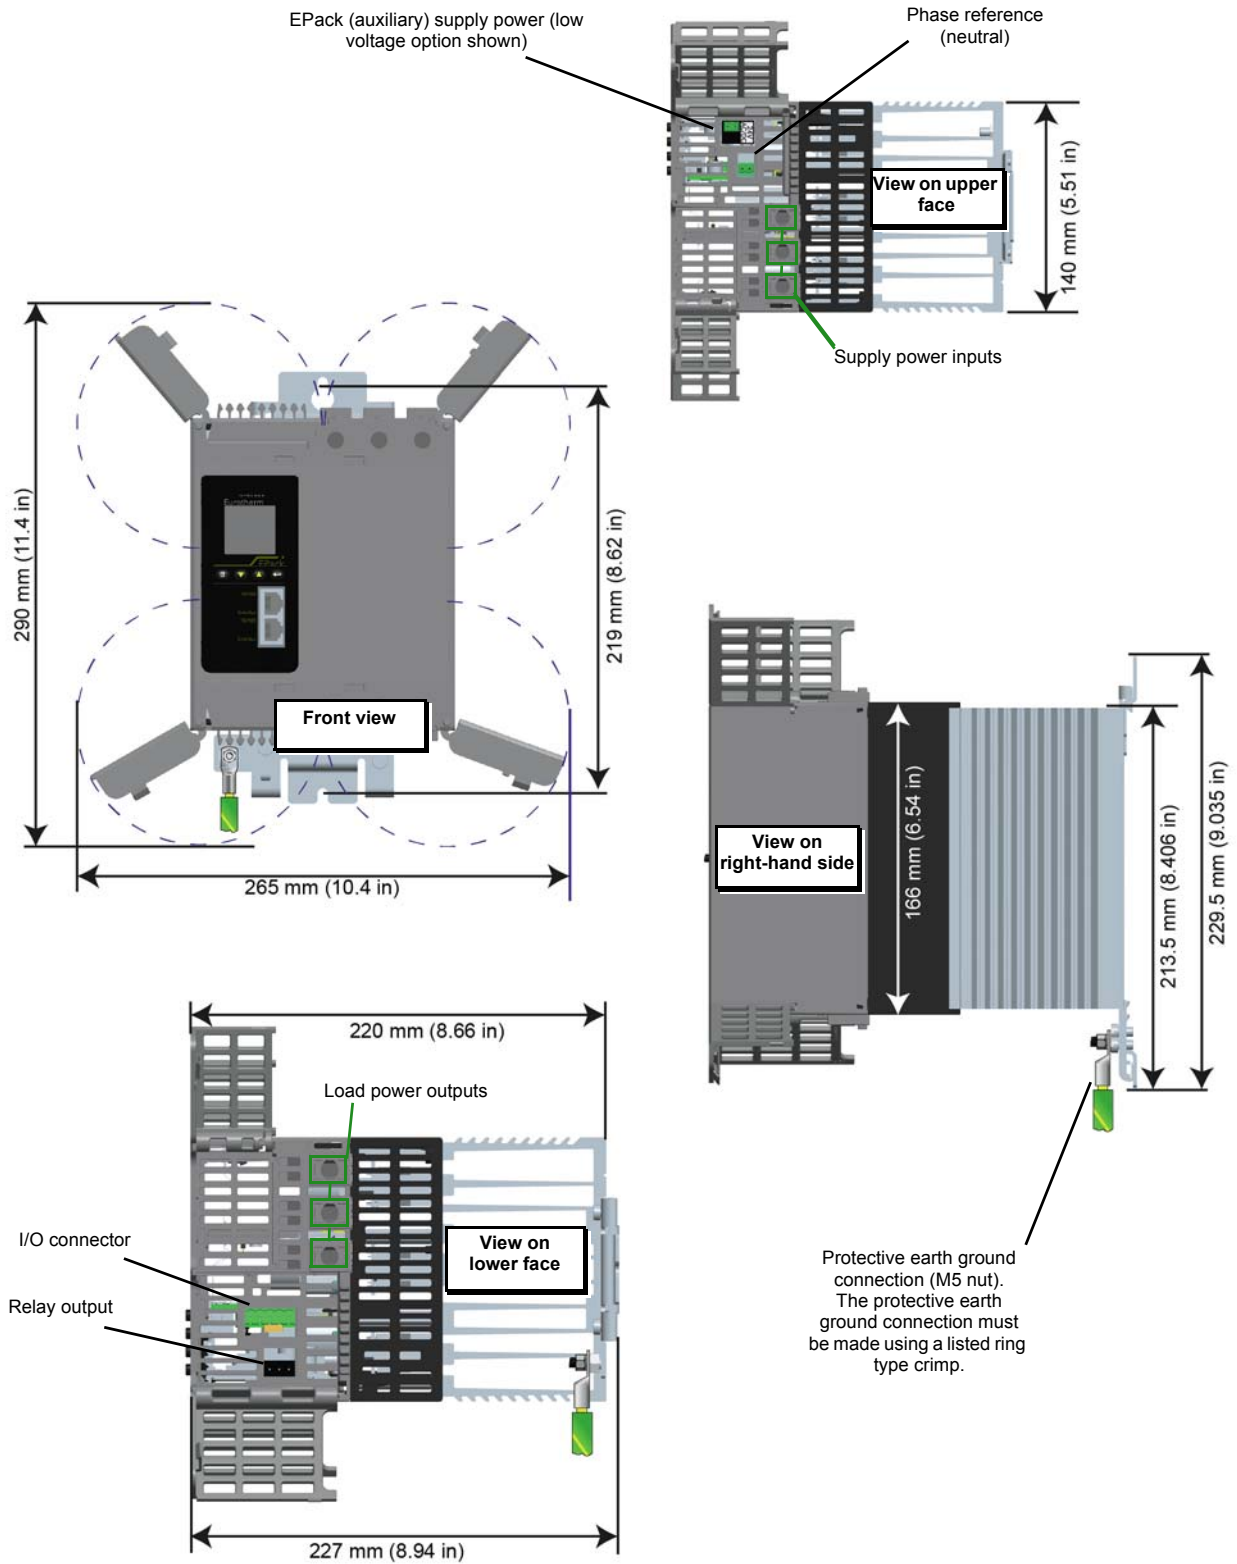 EPack (auxiliary) supply power (low
voltage option shown)
Phase reference
(neutral)
View on upper
face
140 mm (5.51 in)
Supply power inputs
290 mm (11.4 in)
Eurotherm
EPack
219 mm (8.62 in)
Front view
265 mm (10.4 in)
View on
right-hand side
166 mm (6.54 in)
213.5 mm (8.406 in)
229.5 mm (9.035 in)
220 mm (8.66 in)
Load power outputs
I/O connector
Relay output
View on
lower face
Protective earth ground
connection (M5 nut).
The protective earth
ground connection must
be made using a listed ring
type crimp.
227 mm (8.94 in)